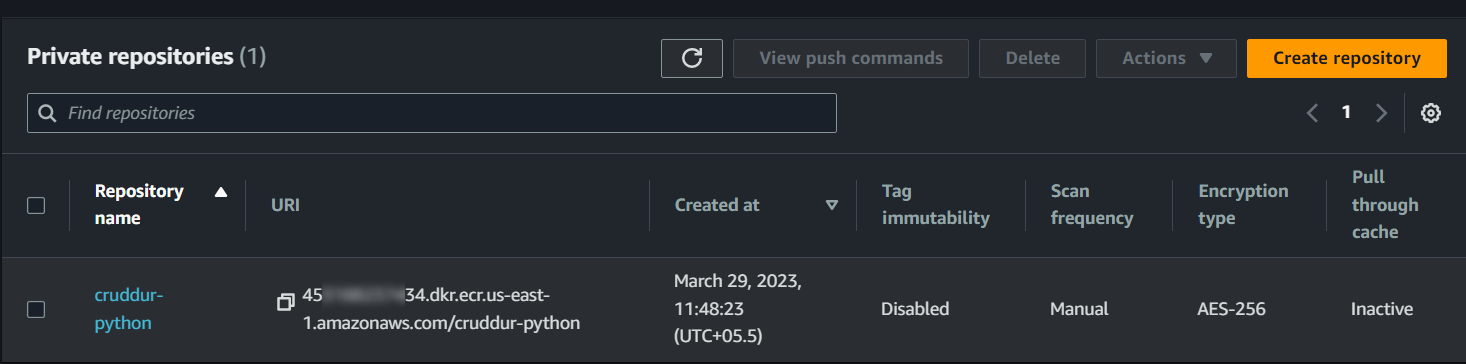 Private repositories (1)
View push commands
Delete
Actions
Create repository
Find repositories
1
Repository
name
URI
Created at
Tag
immutability
Scan
frequency
Encryption
type
Pull
through
cache
cruddur-
python
45 34.dkr.ecr.us-east-
1.amazonaws.com/cruddur-python
March 29, 2023,
11:48:23
(UTC+05.5)
Disabled
Manual
AES-256
Inactive